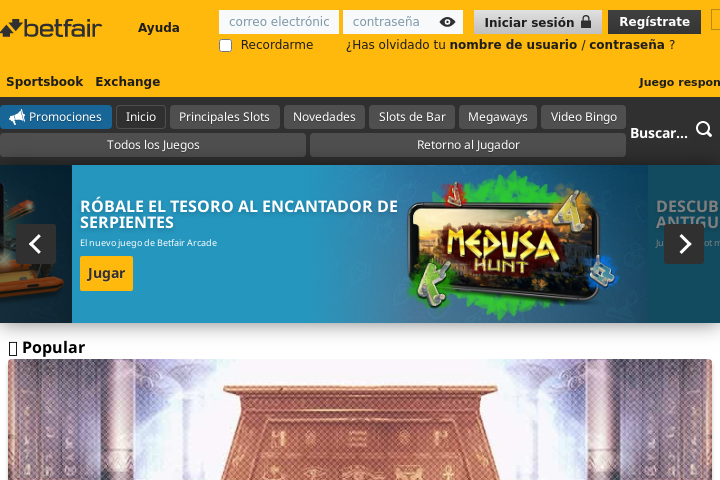 betfair
Ayuda
correo electrónic
contraseña
Iniciar sesión
Regístrate
Recordarme
¿Has olvidado tu nombre de usuario / contraseña ?
Sportsbook
Exchange
Juego respon
Promociones
Inicio
Principales Slots
Novedades
Slots de Bar
Megaways
Video Bingo
Todos los Juegos
Retorno al Jugador
Buscar...
RÓBALE EL TESORO AL ENCANTADOR DE
SERPIENTES
El nuevo juego de Betfair Arcade
Jugar
MEDUSA
HUNT
DESCUB
ANTIGU
Popular